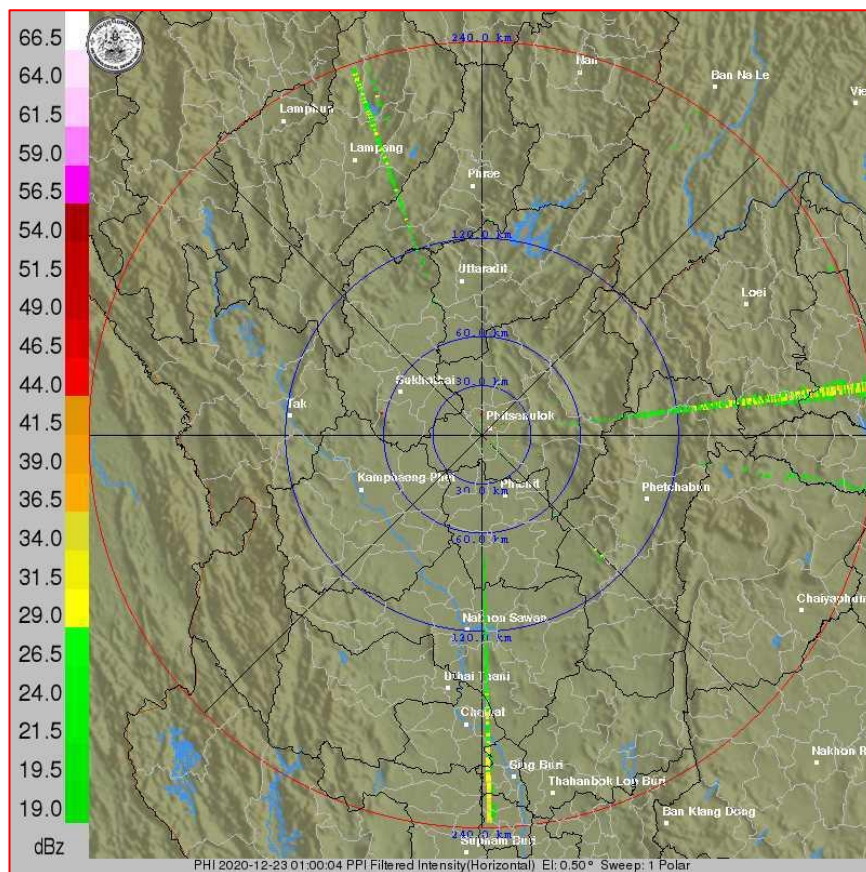 66.5
64.0
61.5
59.0
56.5
54.0
51.5
49.0
46.5
44.0
41.5
39.0
36.5
34.0
31.5
29.0
26.5
24.0
21.5
19.5
19.0
dBz
240.0 km
Nan
Ban Na Le
Vie
Lamphun
Lampang
Phrae
120.0 km
Uttaradit
Loei
60.0 km
30.0 km
Sukhothai
Tak
Phitsanulok
Kamphaeng Phet
Phichit
30.0 km
Phetchabun
60.0 km
Chaiyaphum
Nakhon Sawan
120.0 km
Uthai Thani
Chainat
Nakhon R
Sing Buri
Thahanbok Lop Buri
Ban Klang Dong
240.0 km
Suphan Buri
PHI 2020-12-23 01:00:04 PPI Filtered Intensity(Horizontal) El: 0.50° Sweep: 1 Polar